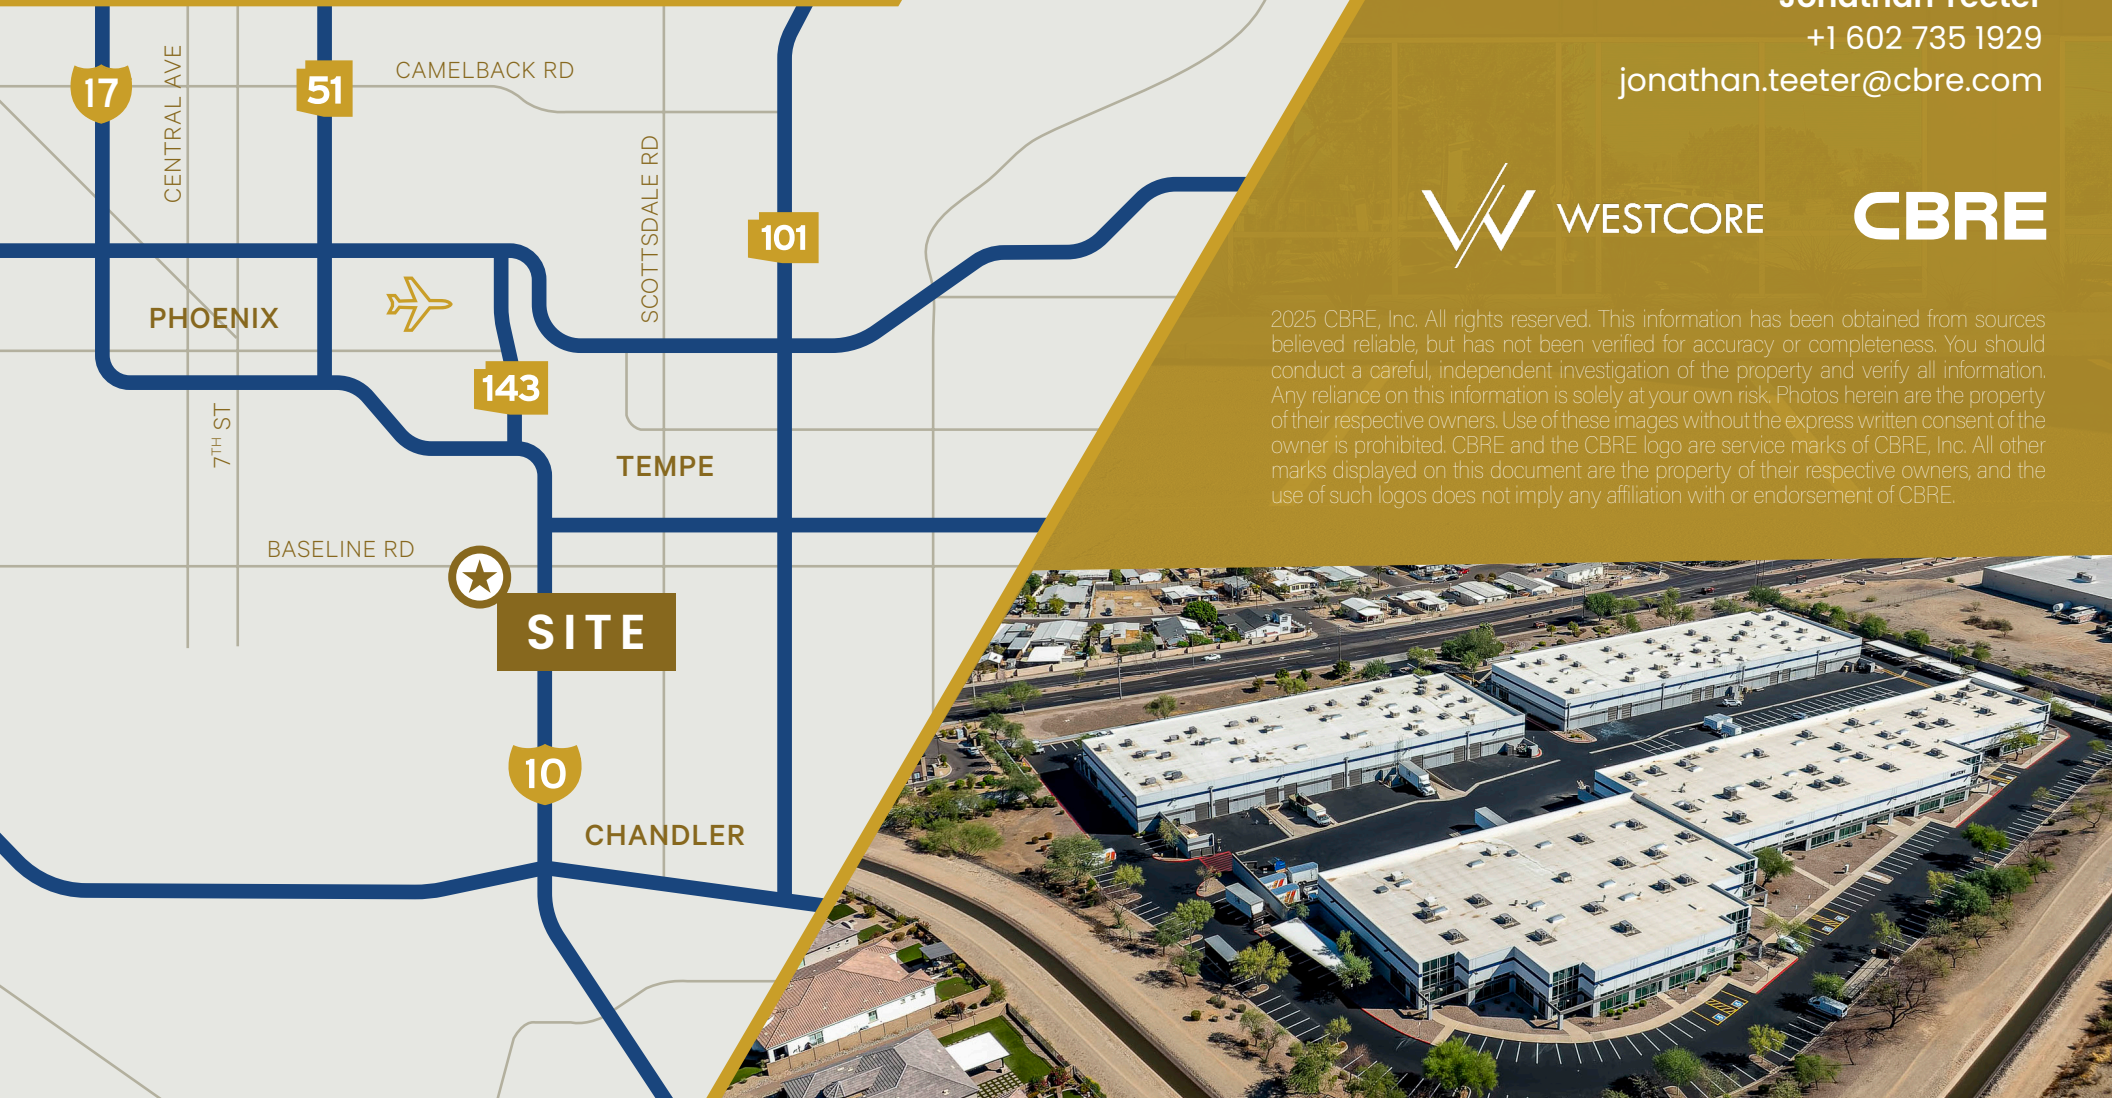 17
CENTRAL AVE
51
CAMELBACK RD
SCOTTSDALE RD
101
PHOENIX
143
7TH ST
TEMPE
BASELINE RD
SITE
10
CHANDLER
Jonathan Teeter
+1 602 735 1929
jonathan.teeter@cbre.com
WESTCORE
CBRE
2025 CBRE, Inc. All rights reserved. This information has been obtained from sources
believed reliable, but has not been verified for accuracy or completeness. You should
conduct a careful, independent investigation of the property and verify all information.
Any reliance on this information is solely at your own risk. Photos herein are the property
of their respective owners. Use of these images without the express written consent of the
owner is prohibited. CBRE and the CBRE logo are service marks of CBRE, Inc. All other
marks displayed on this document are the property of their respective owners, and the
use of such logos does not imply any affiliation with or endorsement of CBRE.